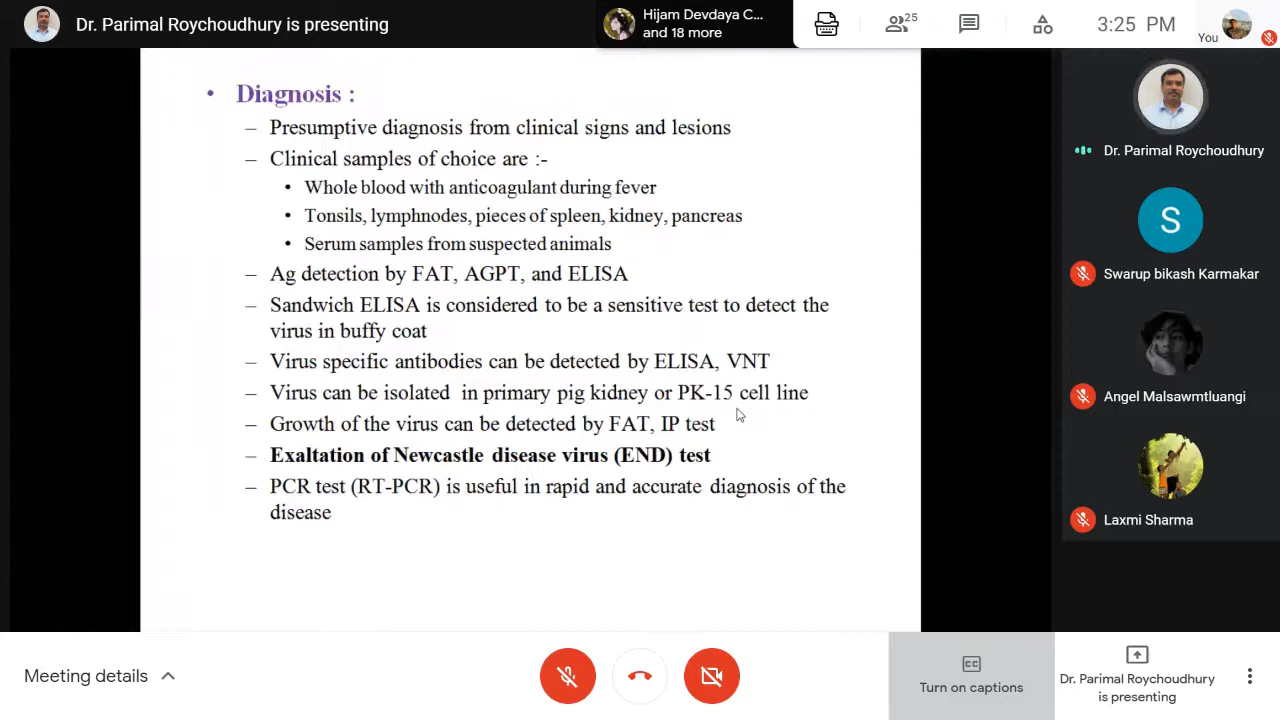 Dr. Parimal Roychoudhury is presenting
Hijam Devdaya C...
and 18 more
25
3:25 PM
You
• Diagnosis :
– Presumptive diagnosis from clinical signs and lesions
– Clinical samples of choice are :-
• Whole blood with anticoagulant during fever
• Tonsils, lymphnodes, pieces of spleen, kidney, pancreas
• Serum samples from suspected animals
– Ag detection by FAT, AGPT, and ELISA
– Sandwich ELISA is considered to be a sensitive test to detect the
virus in buffy coat
– Virus specific antibodies can be detected by ELISA, VNT
– Virus can be isolated in primary pig kidney or PK-15 cell line
– Growth of the virus can be detected by FAT, IP test
– Exaltation of Newcastle disease virus (END) test
– PCR test (RT-PCR) is useful in rapid and accurate diagnosis of the
disease
Dr. Parimal Roychoudhury
S
Swarup bikash Karmakar
Angel Malsawmtluangi
Laxmi Sharma
Meeting details
CC
Turn on captions
Dr. Parimal Roychoudhury
is presenting